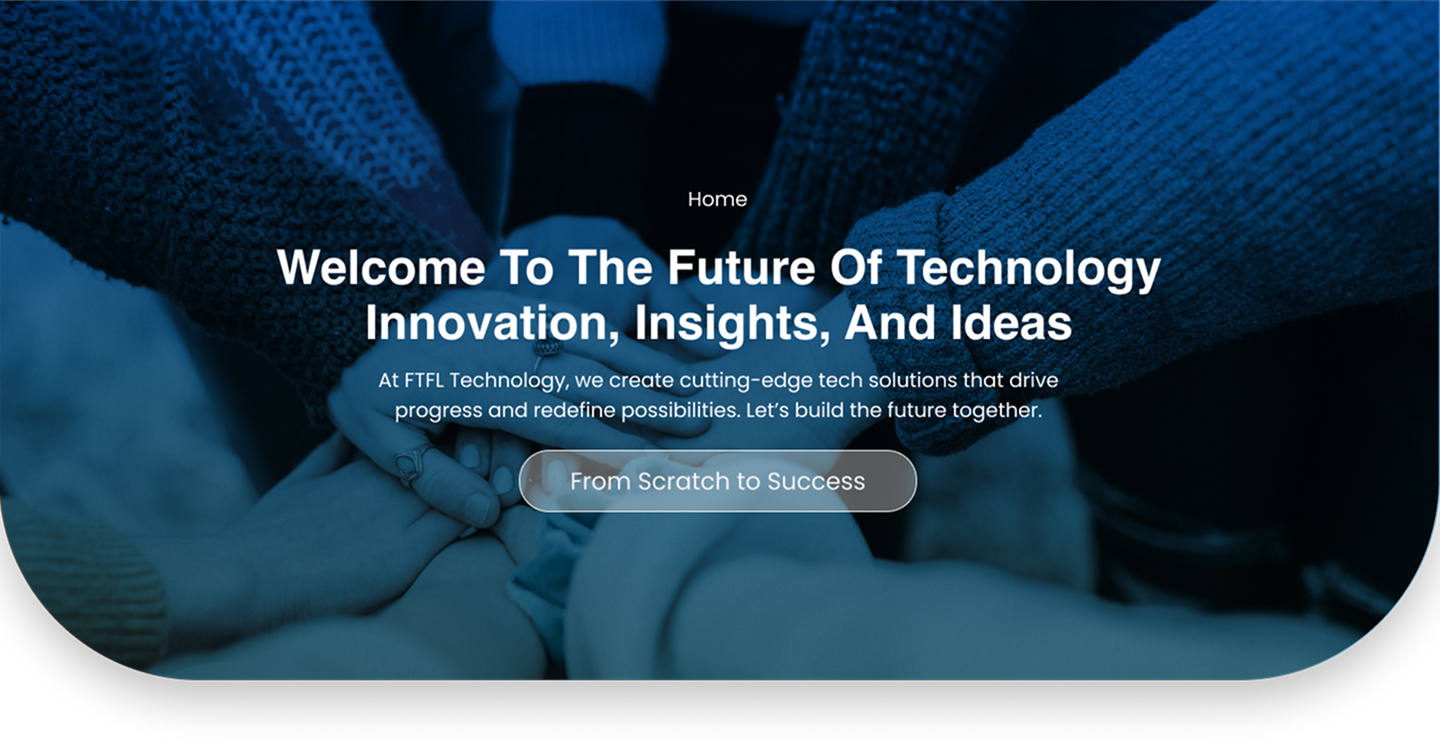 Home
Welcome To The Future Of Technology
Innovation, Insights, And Ideas
At FTFL Technology, we create cutting-edge tech solutions that drive
progress and redefine possibilities. Let’s build the future together.
From Scratch to Success